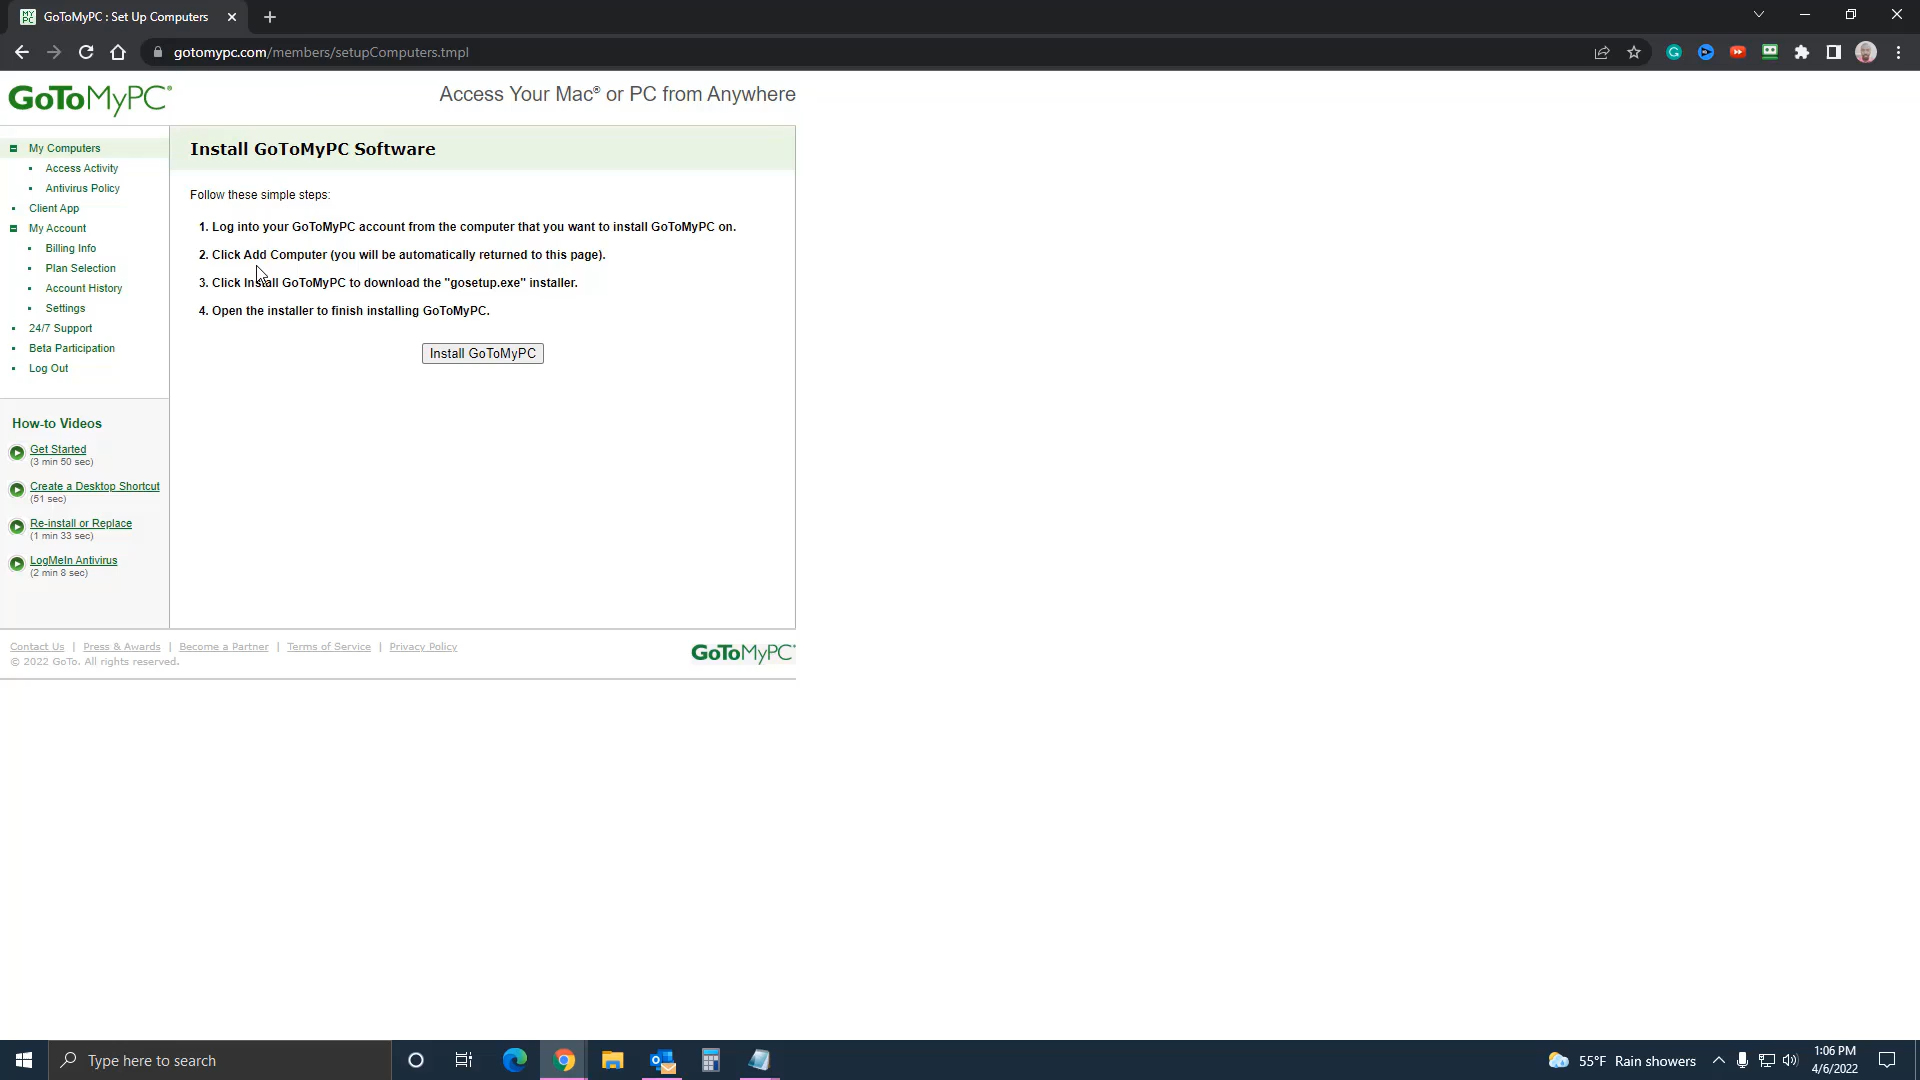 MY PC GoToMyPC : Set Up Computers
gotomypc.com/members/setupComputers.tmpl
GoToMyPC®
Access Your Mac® or PC from Anywhere
My Computers
Access Activity
Antivirus Policy
Client App
My Account
Billing Info
Plan Selection
Account History
Settings
24/7 Support
Beta Participation
Log Out
Install GoToMyPC Software
Follow these simple steps:
1. Log into your GoToMyPC account from the computer that you want to install GoToMyPC on.
2. Click Add Computer (you will be automatically returned to this page).
3. Click Install GoToMyPC to download the "gosetup.exe" installer.
4. Open the installer to finish installing GoToMyPC.
Install GoToMyPC
How-to Videos
Get Started
(3 min 50 sec)
Create a Desktop Shortcut
(51 sec)
Re-install or Replace
(1 min 33 sec)
LogMeIn Antivirus
(2 min 8 sec)
Contact Us | Press & Awards | Become a Partner | Terms of Service | Privacy Policy
© 2022 GoTo. All rights reserved.
GoToMyPC®
Type here to search
55°F Rain showers
1:06 PM
4/6/2022